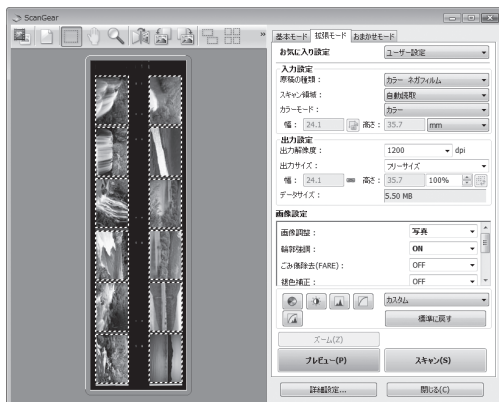 ScanGear
»
基本モード 拡張モード おまかせモード
お気に入り設定 ユーザー設定
入力設定
原稿の種類： カラー ネガフィルム
スキャン領域： 自動読取
カラーモード： カラー
幅： 24.1 高さ： 35.7 mm
出力設定
出力解像度： 1200 dpi
出力サイズ： フリーサイズ
幅： 24.1 高さ： 35.7 100%
データサイズ： 5.50 MB
画像設定
画像調整： 写真
輪郭強調： ON
ごみ傷除去(FARE)： OFF
褪色補正： OFF
カスタム
標準に戻す
ズーム(Z)
プレビュー(P) スキャン(S)
詳細設定... 閉じる(C)